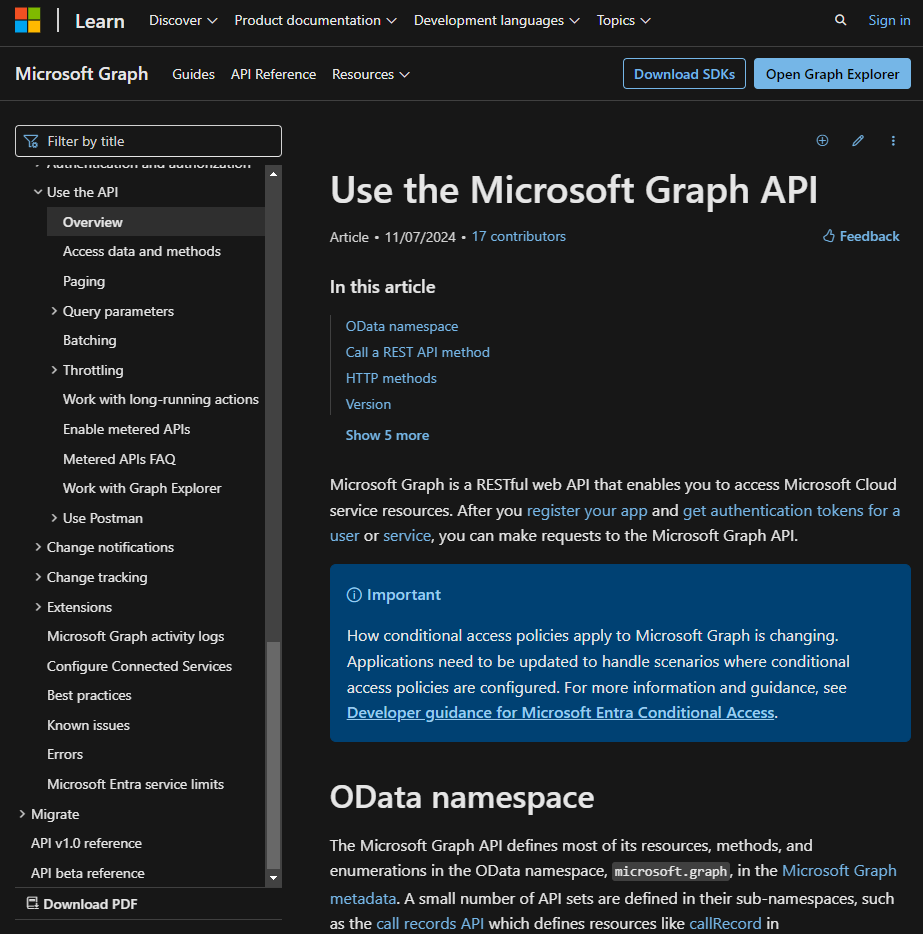 Learn Discover Product documentation Development languages Topics Sign in
Microsoft Graph Guides API Reference Resources Download SDKs Open Graph Explorer
Filter by title
Authentication and authorization
Use the API
Overview
Access data and methods
Paging
Query parameters
Batching
Throttling
Work with long-running actions
Enable metered APIs
Metered APIs FAQ
Work with Graph Explorer
Use Postman
Change notifications
Change tracking
Extensions
Microsoft Graph activity logs
Configure Connected Services
Best practices
Known issues
Errors
Microsoft Entra service limits
Migrate
API v1.0 reference
API beta reference
Download PDF
Use the Microsoft Graph API
Article • 11/07/2024 • 17 contributors
Feedback
In this article
OData namespace
Call a REST API method
HTTP methods
Version
Show 5 more
Microsoft Graph is a RESTful web API that enables you to access Microsoft Cloud
service resources. After you register your app and get authentication tokens for a
user or service, you can make requests to the Microsoft Graph API.
Important
How conditional access policies apply to Microsoft Graph is changing.
Applications need to be updated to handle scenarios where conditional
access policies are configured. For more information and guidance, see
Developer guidance for Microsoft Entra Conditional Access.
OData namespace
The Microsoft Graph API defines most of its resources, methods, and
enumerations in the OData namespace, microsoft.graph, in the Microsoft Graph
metadata. A small number of API sets are defined in their sub-namespaces, such
as the call records API which defines resources like callRecord in